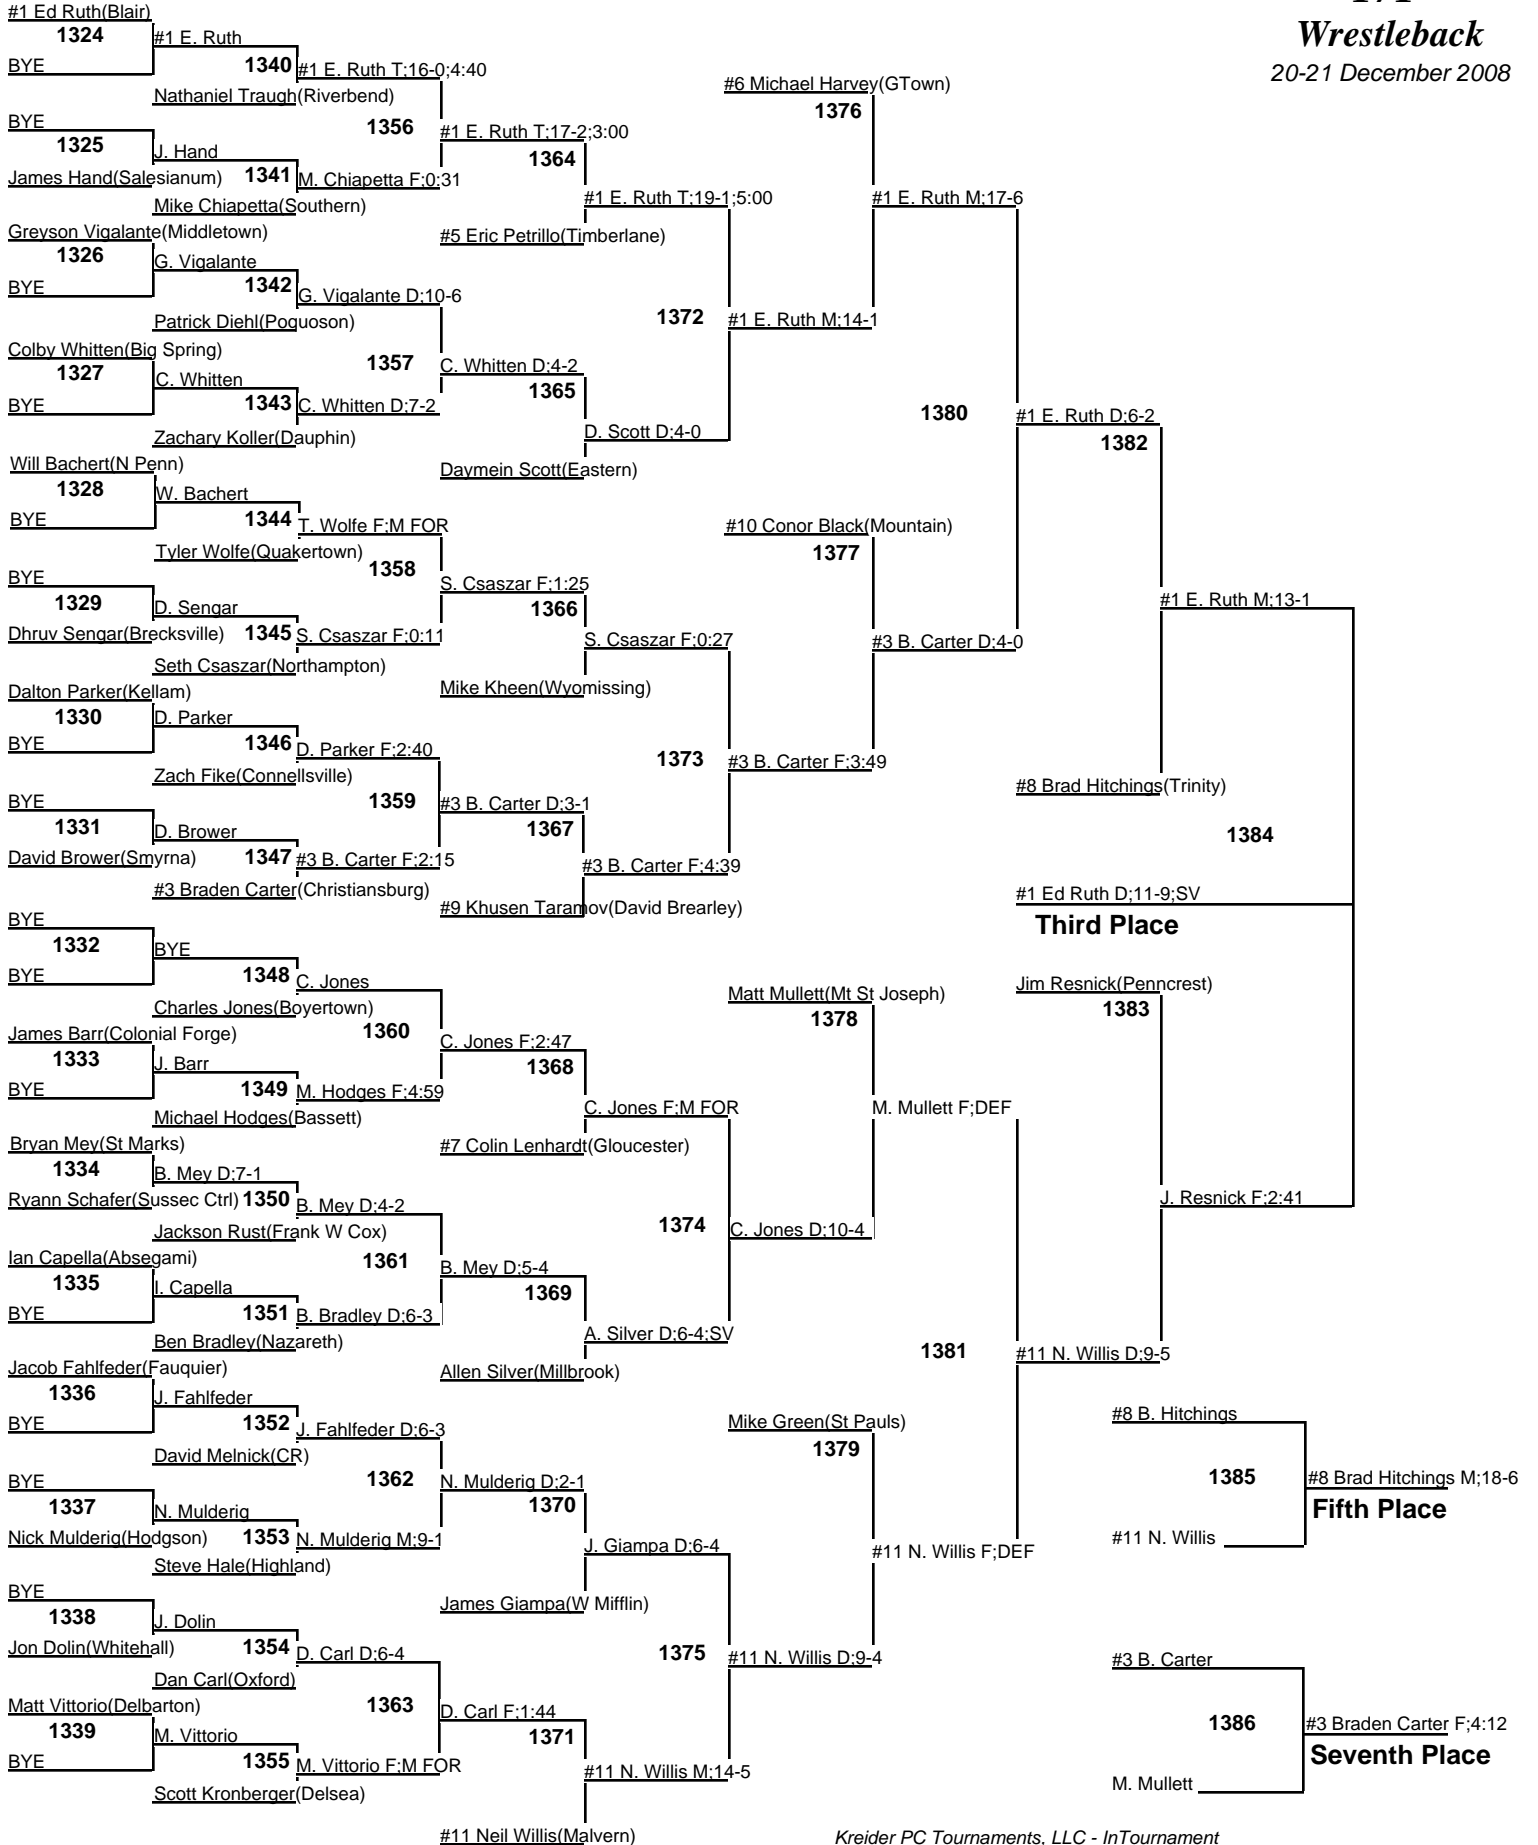 Wrestleback
20-21 December 2008
#1 Ed Ruth(Blair)
1324
BYE
#1 E. Ruth
1340
Nathaniel Traugh(Riverbend)
#1 E. Ruth T;16-0;4:40
BYE
1325
James Hand(Salesianum)
J. Hand
1341
Mike Chiapetta(Southern)
M. Chiapetta F;0:31
1356
#1 E. Ruth T;17-2;3:00
1364
#5 Eric Petrillo(Timberlane)
#1 E. Ruth T;19-1;5:00
Greyson Vigalante(Middletown)
1326
BYE
G. Vigalante
1342
Patrick Diehl(Poquoson)
G. Vigalante D;10-6
Colby Whitten(Big Spring)
1327
BYE
C. Whitten
1343
Zachary Koller(Dauphin)
C. Whitten D;7-2
1357
C. Whitten D;4-2
1365
Daymein Scott(Eastern)
D. Scott D;4-0
1372
#1 E. Ruth M;14-1
#6 Michael Harvey(GTown)
1376
#1 E. Ruth M;17-6
Will Bachert(N Penn)
1328
BYE
W. Bachert
1344
Tyler Wolfe(Quakertown)
T. Wolfe F;M FOR
BYE
1329
Dhruv Sengar(Brecksville)
D. Sengar
1345
Seth Csaszar(Northampton)
S. Csaszar F;0:11
1358
S. Csaszar F;1:25
1366
Mike Kheen(Wyomissing)
S. Csaszar F;0:27
Dalton Parker(Kellam)
1330
BYE
D. Parker
1346
Zach Fike(Connellsville)
D. Parker F;2:40
BYE
1331
David Brower(Smyrna)
D. Brower
1347
#3 Braden Carter(Christiansburg)
#3 B. Carter F;2:15
1359
#3 B. Carter D;3-1
1367
#9 Khusen Taramov(David Brearley)
#3 B. Carter F;4:39
1373
#3 B. Carter F;3:49
#10 Conor Black(Mountain)
1377
#3 B. Carter D;4-0
1380
#1 E. Ruth D;6-2
1382
#8 Brad Hitchings(Trinity)
#1 E. Ruth M;13-1
1384
#1 Ed Ruth D;11-9;SV
Third Place
BYE
1332
BYE
BYE
1348
Charles Jones(Boyertown)
C. Jones
James Barr(Colonial Forge)
1333
BYE
J. Barr
1349
Michael Hodges(Bassett)
M. Hodges F;4:59
1360
C. Jones F;2:47
1368
#7 Colin Lenhardt(Gloucester)
C. Jones F;M FOR
Bryan Mey(St Marks)
1334
Ryann Schafer(Sussec Ctrl)
B. Mey D;7-1
1350
Jackson Rust(Frank W Cox)
B. Mey D;4-2
Ian Capella(Absegami)
1335
BYE
I. Capella
1351
Ben Bradley(Nazareth)
B. Bradley D;6-3
1361
B. Mey D;5-4
1369
Allen Silver(Millbrook)
A. Silver D;6-4;SV
1374
C. Jones D;10-4
Matt Mullett(Mt St Joseph)
1378
M. Mullett F;DEF
Jacob Fahlfeder(Fauquier)
1336
BYE
J. Fahlfeder
1352
David Melnick(CR)
J. Fahlfeder D;6-3
BYE
1337
Nick Mulderig(Hodgson)
N. Mulderig
1353
Steve Hale(Highland)
N. Mulderig M;9-1
1362
N. Mulderig D;2-1
1370
James Giampa(W Mifflin)
J. Giampa D;6-4
BYE
1338
Jon Dolin(Whitehall)
J. Dolin
1354
Dan Carl(Oxford)
D. Carl D;6-4
Matt Vittorio(Delbarton)
1339
BYE
M. Vittorio
1355
Scott Kronberger(Delsea)
M. Vittorio F;M FOR
1363
D. Carl F;1:44
1371
#11 Neil Willis(Malvern)
#11 N. Willis M;14-5
1375
#11 N. Willis D;9-4
Mike Green(St Pauls)
1379
#11 N. Willis F;DEF
1381
#11 N. Willis D;9-5
Jim Resnick(Penncrest)
1383
J. Resnick F;2:41
#8 B. Hitchings
1385
#11 N. Willis
#8 Brad Hitchings M;18-6
Fifth Place
#3 B. Carter
1386
M. Mullett
#3 Braden Carter F;4:12
Seventh Place
Kreider PC Tournaments, LLC - InTournament